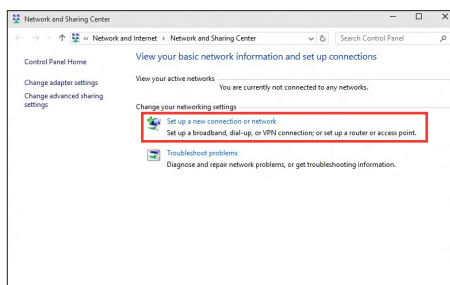 Network and Sharing Center
« Network and Internet › Network and Sharing Center
Search Control Panel
Control Panel Home
Change adapter settings
Change advanced sharing
settings
View your basic network information and set up connections
View your active networks
You are currently not connected to any networks.
Change your networking settings
Set up a new connection or network
Set up a broadband, dial-up, or VPN connection; or set up a router or access point.
Troubleshoot problems
Diagnose and repair network problems, or get troubleshooting information.